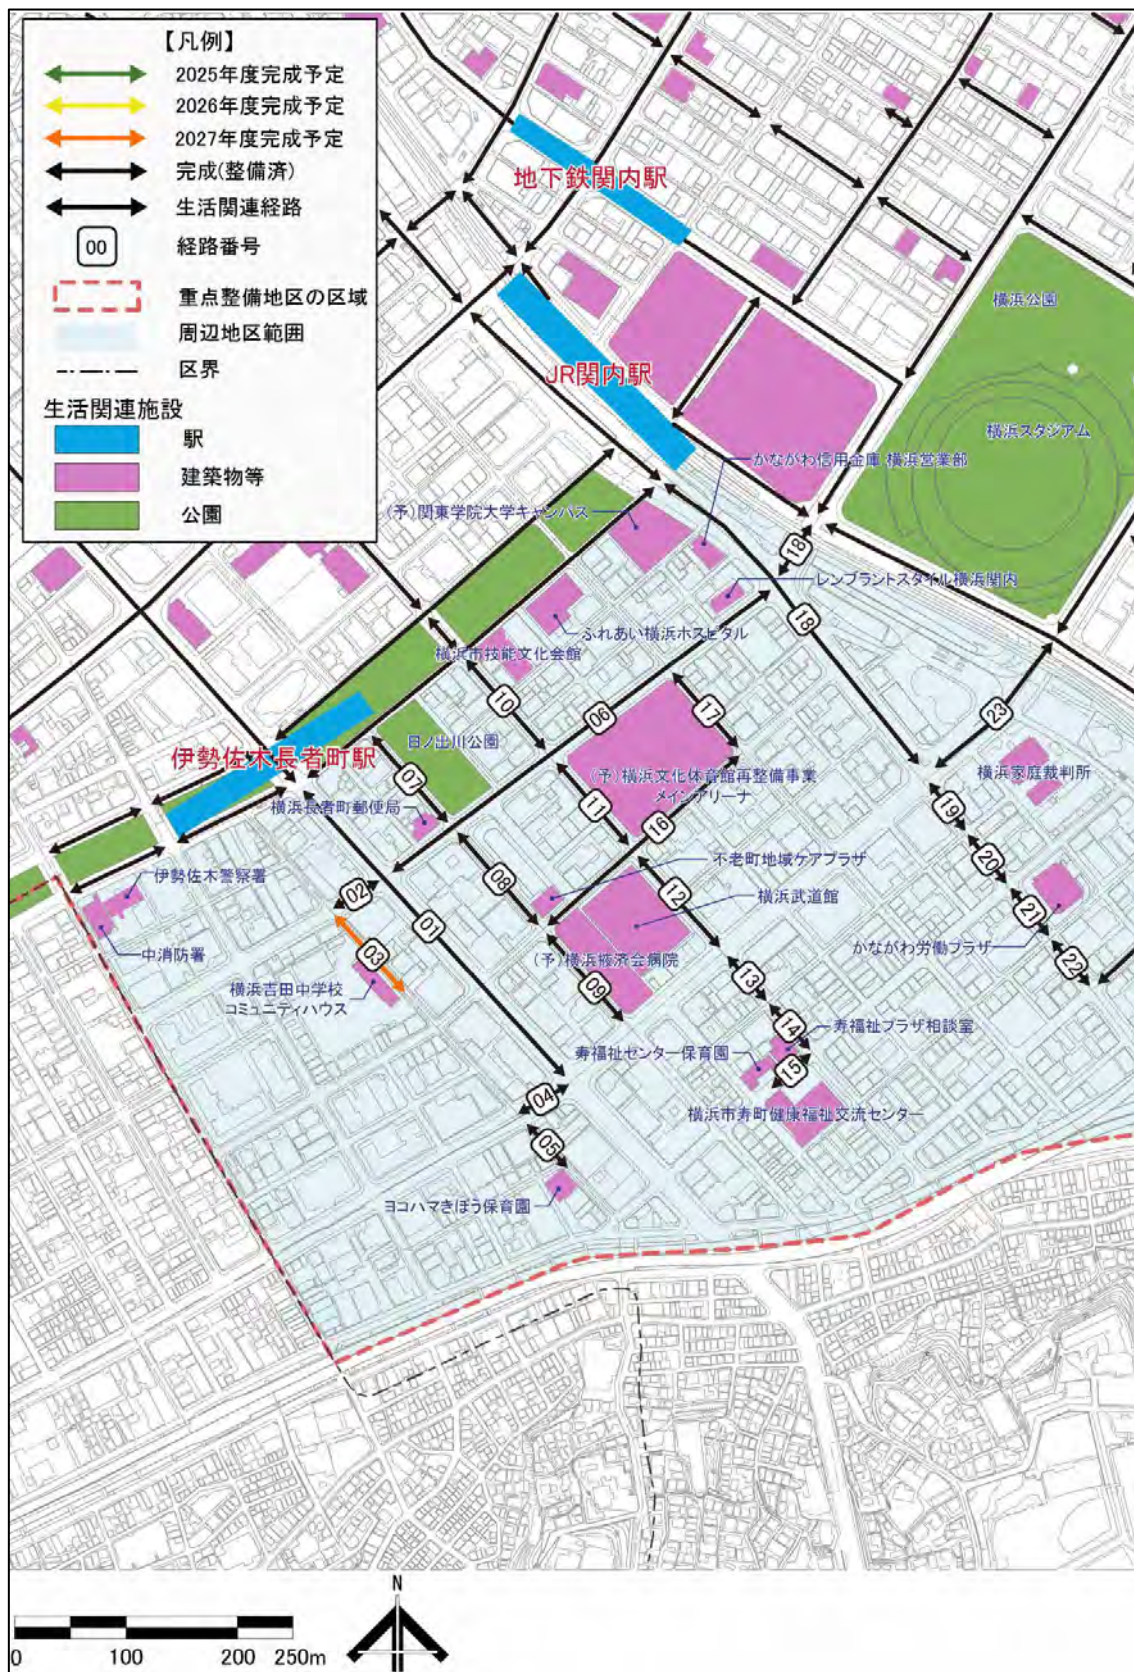 【凡例】
2025年度完成予定
2026年度完成予定
2027年度完成予定
完成(整備済)
生活関連経路
00 経路番号
重点整備地区の区域
周辺地区範囲
区界
生活関連施設
駅
建築物等
公園
地下鉄関内駅
横浜公園
JR関内駅
横浜スタジアム
かながわ信用金庫 横浜営業部
(予)関東学院大学キャンパス
18
レンブラントスタイル横浜関内
18
ふれあい横浜ホスピタル
横浜市技能文化会館
10
06
17
23
日ノ出川公園
伊勢佐木長者町駅
07
(予)横浜文化体育館再整備事業
メインアリーナ
横浜家庭裁判所
横浜長者町郵便局
11
16
19
20
不老町地域ケアプラザ
伊勢佐木警察署
08
02
12
横浜武道館
21
01
中消防署
03
かながわ労働プラザ
22
(予)横浜掖済会病院
13
横浜吉田中学校
コミュニティハウス
09
14
寿福祉プラザ相談室
寿福祉センター保育園
15
04
横浜市寿町健康福祉交流センター
05
ヨコハマきぼう保育園
N
0 100 200 250m